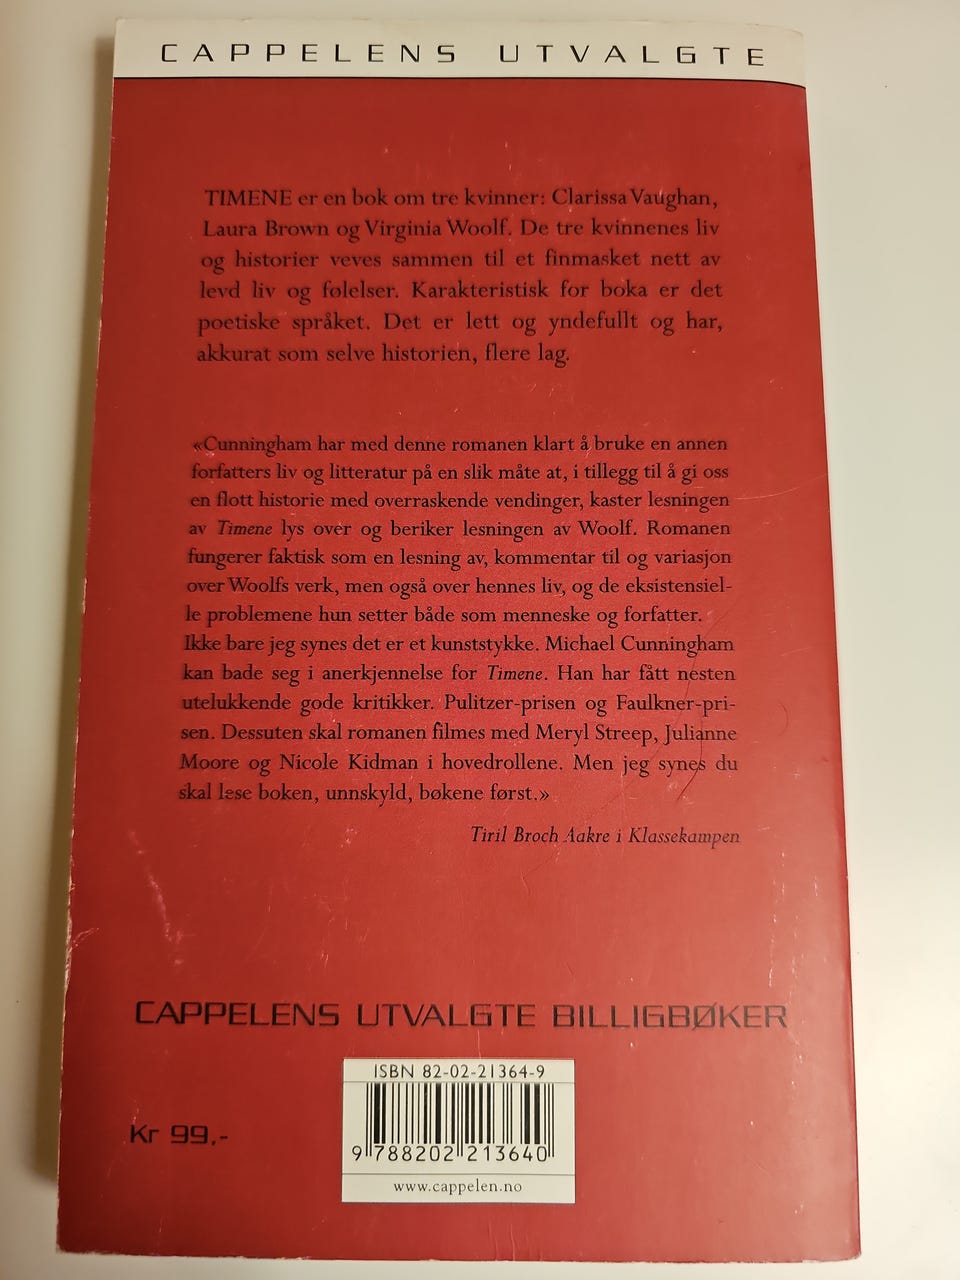 CAPPELENS UTVALGTE
TIMENE er en bok om tre kvinner: Clarissa Vaughan,
Laura Brown og Virginia Woolf. De tre kvinnenes liv
og historier veves sammen til et finmasket nett av
levd liv og følelser. Karakteristisk for boka er det
poetiske språket. Det er lett og yndefullt og har,
akkurat som selve historien, flere lag.
«Cunningham har med denne romanen klart å bruke en annen
forfatters liv og litteratur på en slik måte at, i tillegg til å gi oss
en flott historie med overraskende vendinger, kaster lesningen
av Timene lys over og beriker lesningen av Woolf. Romanen
fungerer faktisk som en lesning av, kommentar til og variasjon
over Woolfs verk, men også over hennes liv, og de eksistensiel-
le problemene hun setter både som menneske og forfatter.
Ikke bare jeg synes det er et kunststykke. Michael Cunningham
kan bade seg i anerkjennelse for Timene. Han har fått nesten
utelukkende gode kritikker. Pulitzer-prisen og Faulkner-pri-
sen. Dessuten skal romanen filmes med Meryl Streep, Julianne
Moore og Nicole Kidman i hovedrollene. Men jeg synes du
skal lese boken, unnskyld, bøkene først.»
Tiril Broch Aakre i Klassekampen
CAPPELENS UTVALGTE BILLIGBØKER
ISBN 82-02-21364-9
Kr 99,-
9 788202 213640
www.cappelen.no